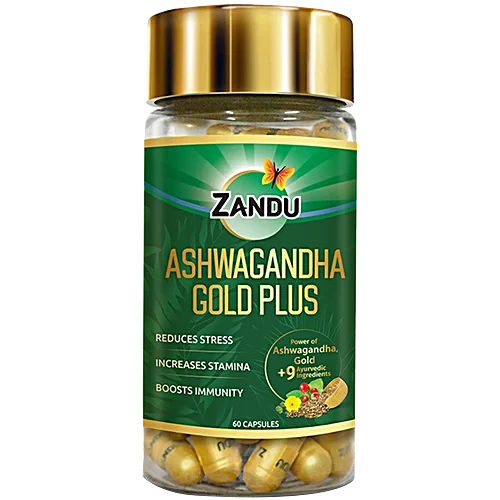 ZANDU
ASHWAGANDHA
GOLD PLUS
REDUCES STRESS
INCREASES STAMINA
BOOSTS IMMUNITY
Power of
Ashwagandha,
Gold
+9 Ayurvedic
Ingredients
60 CAPSULES